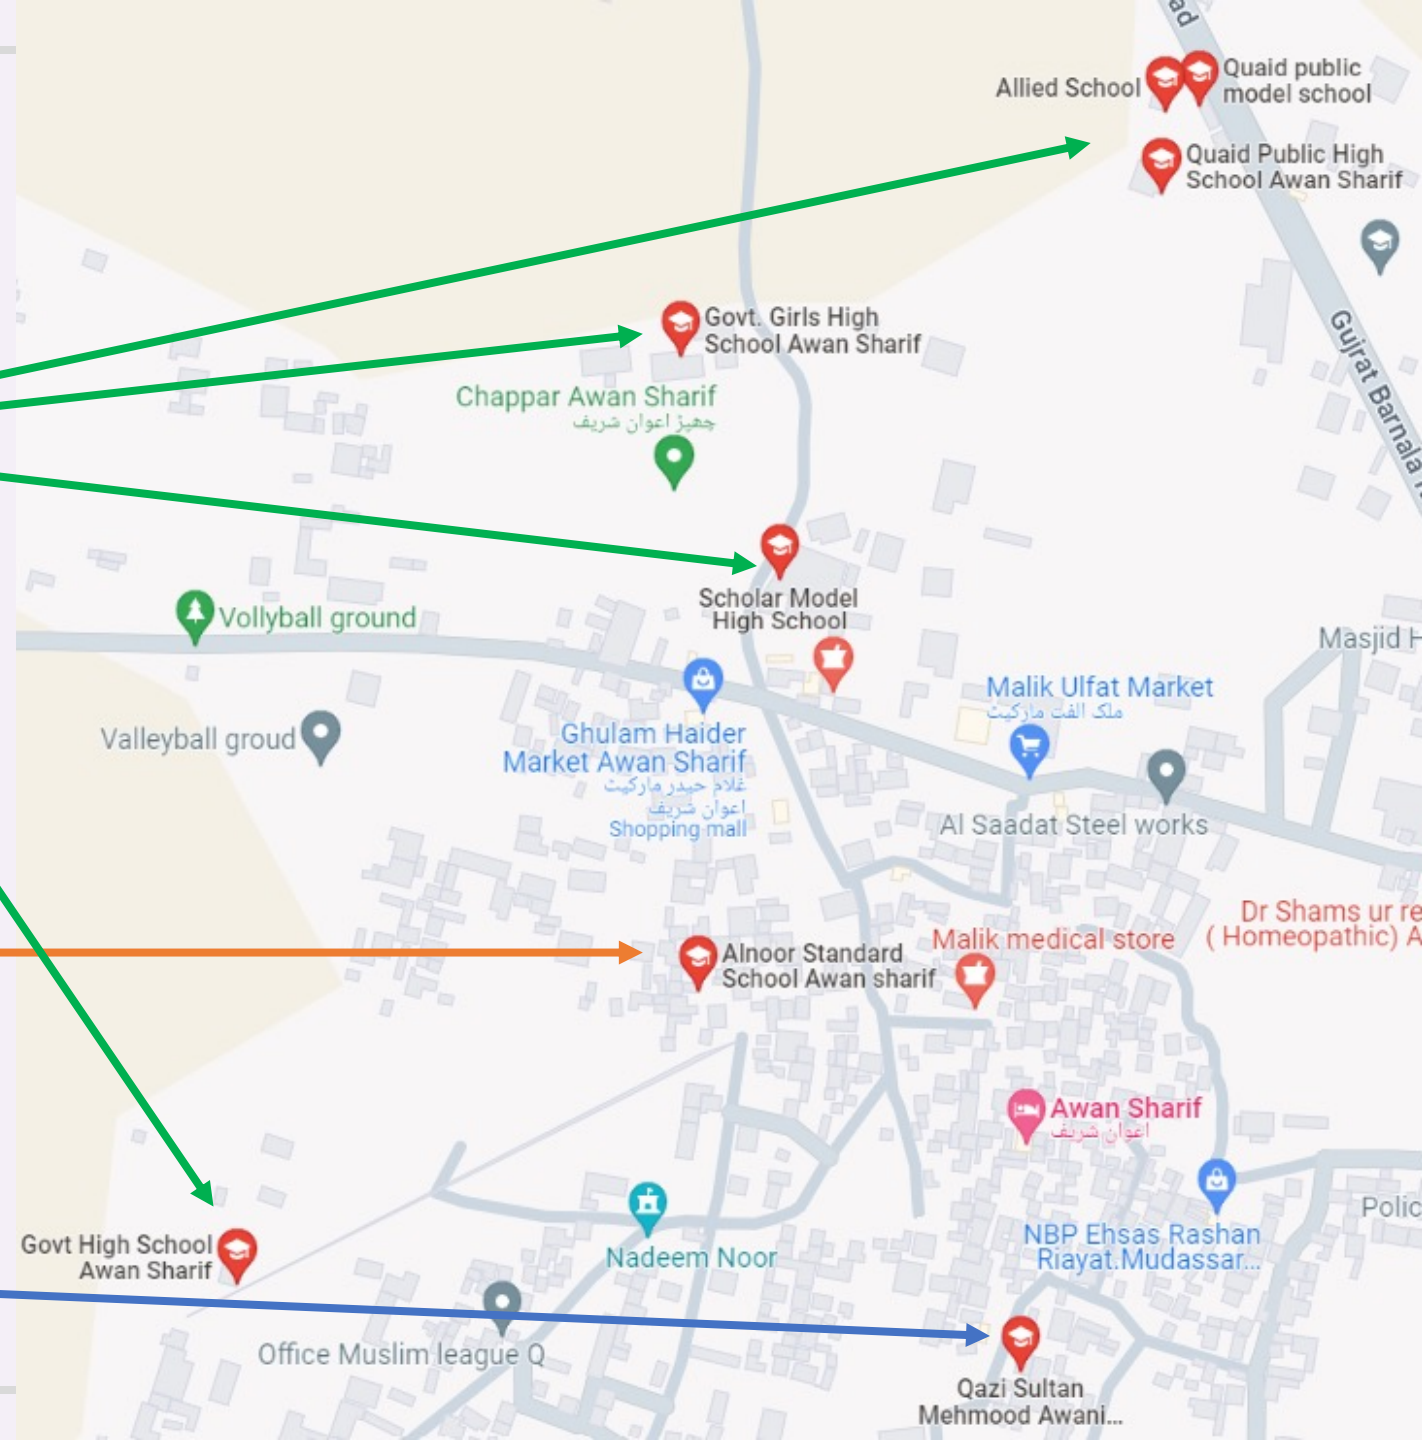 ad
Quaid public
model school
Allied School
Quaid Public High
School Awan Sharif
Gujrat Barnala R
Govt. Girls High
School Awan Sharif
Chappar Awan Sharif
چھپڑ اعوان شریف
Scholar Model
High School
Vollyball ground
Masjid H
Malik Ulfat Market
ملک الفت مارکیٹ
Valleyball groud
Ghulam Haider
Market Awan Sharif
غلام حیدر مارکیٹ
اعوان شریف
Shopping mall
Al Saadat Steel works
Dr Shams ur re
( Homeopathic) A
Malik medical store
Alnoor Standard
School Awan sharif
Awan Sharif
اعوان شریف
Polic
Govt High School
Awan Sharif
Nadeem Noor
NBP Ehsas Rashan
Riayat.Mudassar...
Office Muslim league Q
Qazi Sultan
Mehmood Awani...